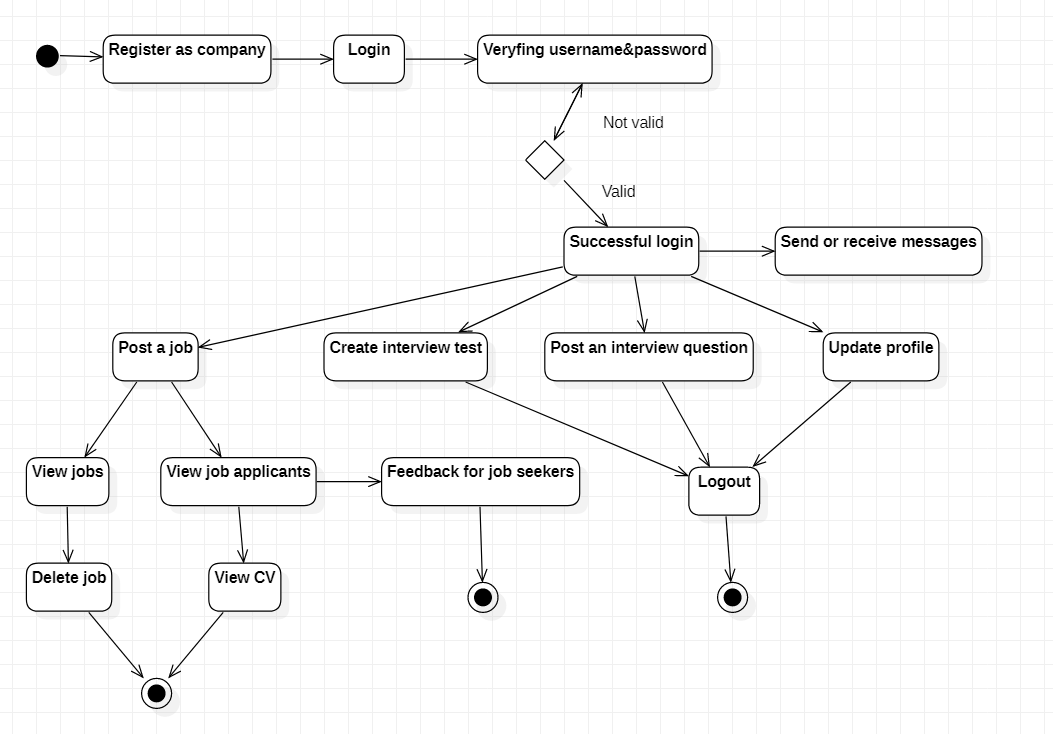 Register as company
Login
Veryfing username&password
Not valid
Valid
Successful login
Send or receive messages
Post a job
Create interview test
Post an interview question
Update profile
View jobs
View job applicants
Feedback for job seekers
Logout
Delete job
View CV